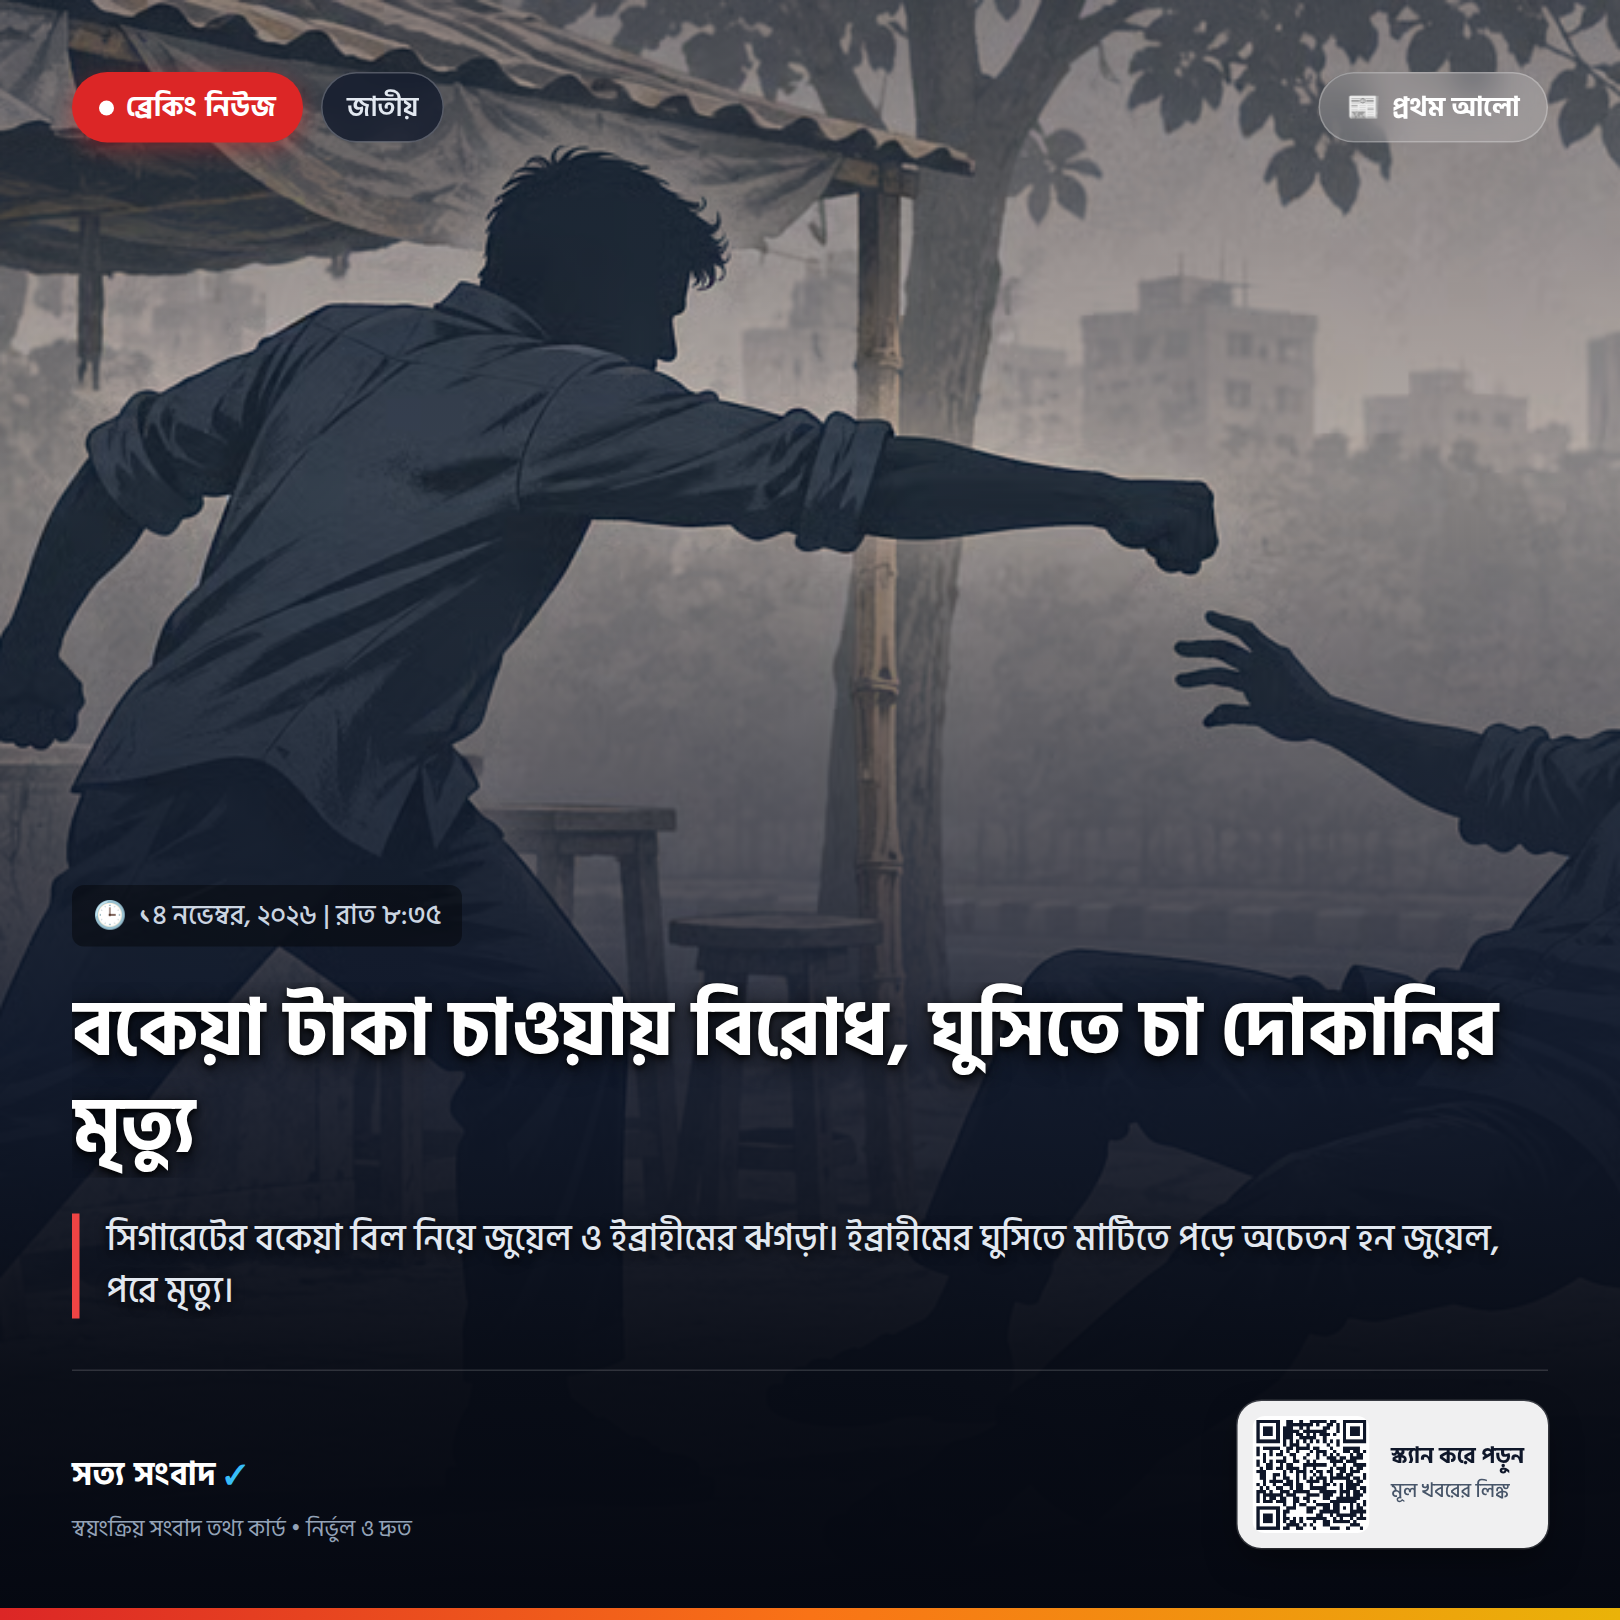 ব্রেকিং নিউজ
জাতীয়
প্রথম আলো
১৪ নভেম্বর, ২০২৬ | রাত ৮:৩৫
বকেয়া টাকা চাওয়ায় বিরোধ, ঘুসিতে চা দোকানির
মৃত্যু
সিগারেটের বকেয়া বিল নিয়ে জুয়েল ও ইব্রাহীমের ঝগড়া। ইব্রাহীমের ঘুসিতে মাটিতে পড়ে অচেতন হন জুয়েল,
পরে মৃত্যু।
সত্য সংবাদ ✓
স্বয়ংক্রিয় সংবাদ তথ্য কার্ড • নির্ভুল ও দ্রুত
স্ক্যান করে পড়ুন
মূল খবরের লিঙ্ক